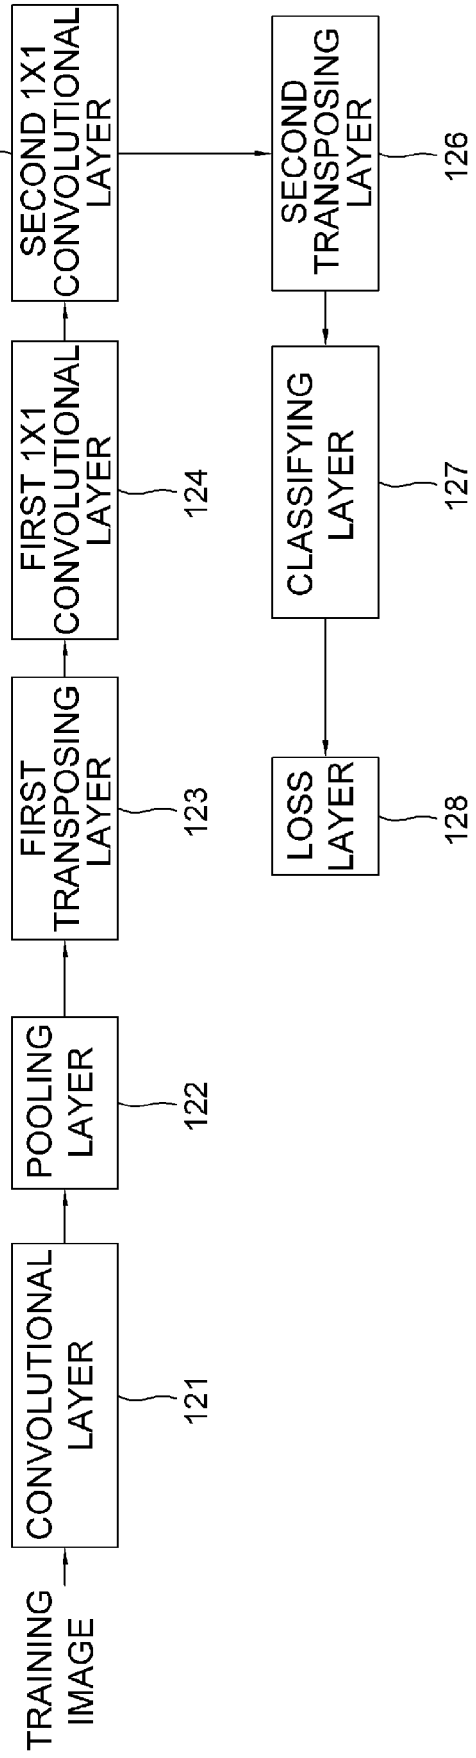 TRAINING
IMAGE
CONVOLUTIONAL
LAYER
121
POOLING
LAYER
122
FIRST
TRANSPOSING
LAYER
123
FIRST 1X1
CONVOLUTIONAL
LAYER
124
SECOND 1X1
CONVOLUTIONAL
LAYER
SECOND
TRANSPOSING
LAYER
126
CLASSIFYING
LAYER
127
LOSS
LAYER
128